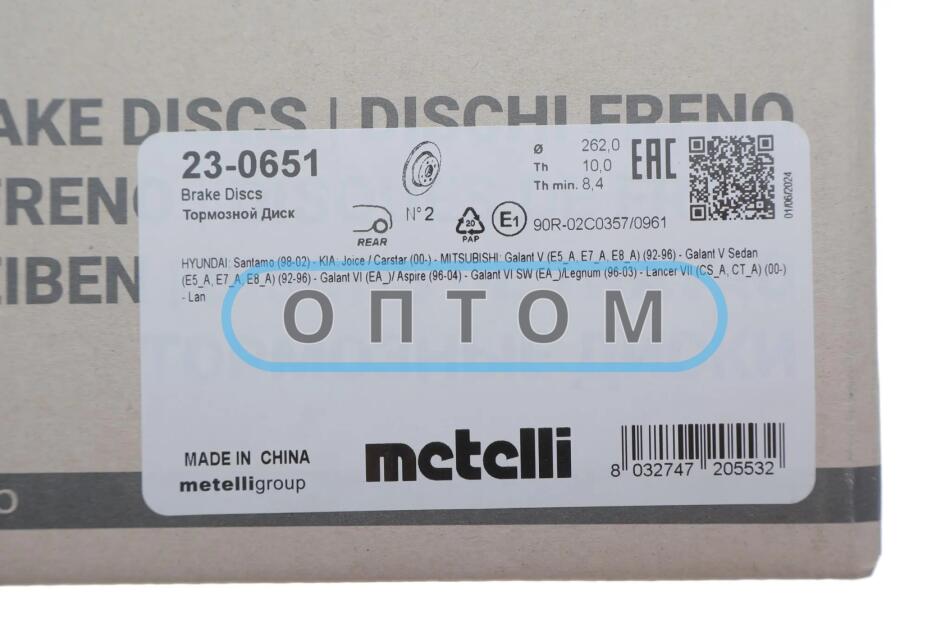 AKE DISCS | DISCHI FRENO
FREN
EIBEN
23-0651
Brake Discs
Тормозной Диск
REAR
N° 2
20
PAP
E1
90R-02C0357/0961
ø 262,0
Th 10,0
Th min. 8,4
EAC
01/06/2024
HYUNDAI: Santamo (98-02) - KIA: Joice / Carstar (00-) - MITSUBISHI: Galant V (E5_A, E7_A, E8_A) (92-96) - Galant V Sedan
(E5_A, E7_A, E8_A) (92-96) - Galant VI (EA_)/ Aspire (96-04) - Galant VI SW (EA_)/Legnum (96-03) - Lancer VII (CS_A, CT_A) (00-)
- Lan
ОПТОМ
MADE IN CHINA
metelligroup
metelli
8 032747 205532
O